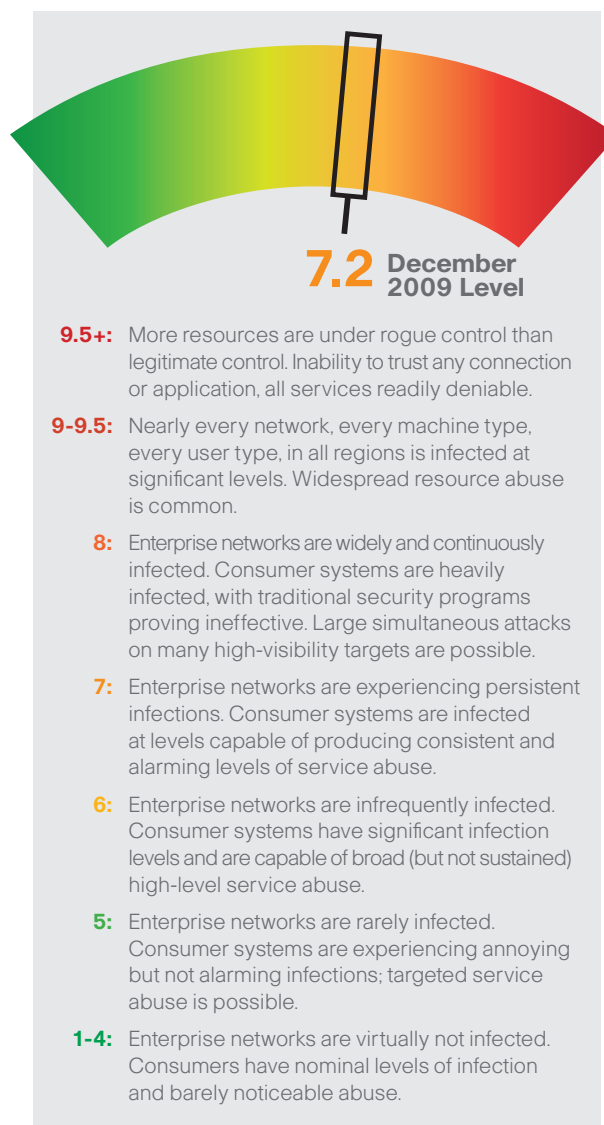 7.2 December
2009 Level
9.5+: More resources are under rogue control than
legitimate control. Inability to trust any connection
or application, all services readily deniable.
9-9.5: Nearly every network, every machine type,
every user type, in all regions is infected at
significant levels. Widespread resource abuse
is common.
8: Enterprise networks are widely and continuously
infected. Consumer systems are heavily
infected, with traditional security programs
proving ineffective. Large simultaneous attacks
on many high-visibility targets are possible.
7: Enterprise networks are experiencing persistent
infections. Consumer systems are infected
at levels capable of producing consistent and
alarming levels of service abuse.
6: Enterprise networks are infrequently infected.
Consumer systems have significant infection
levels and are capable of broad (but not sustained)
high-level service abuse.
5: Enterprise networks are rarely infected.
Consumer systems are experiencing annoying
but not alarming infections; targeted service
abuse is possible.
1-4: Enterprise networks are virtually not infected.
Consumers have nominal levels of infection
and barely noticeable abuse.